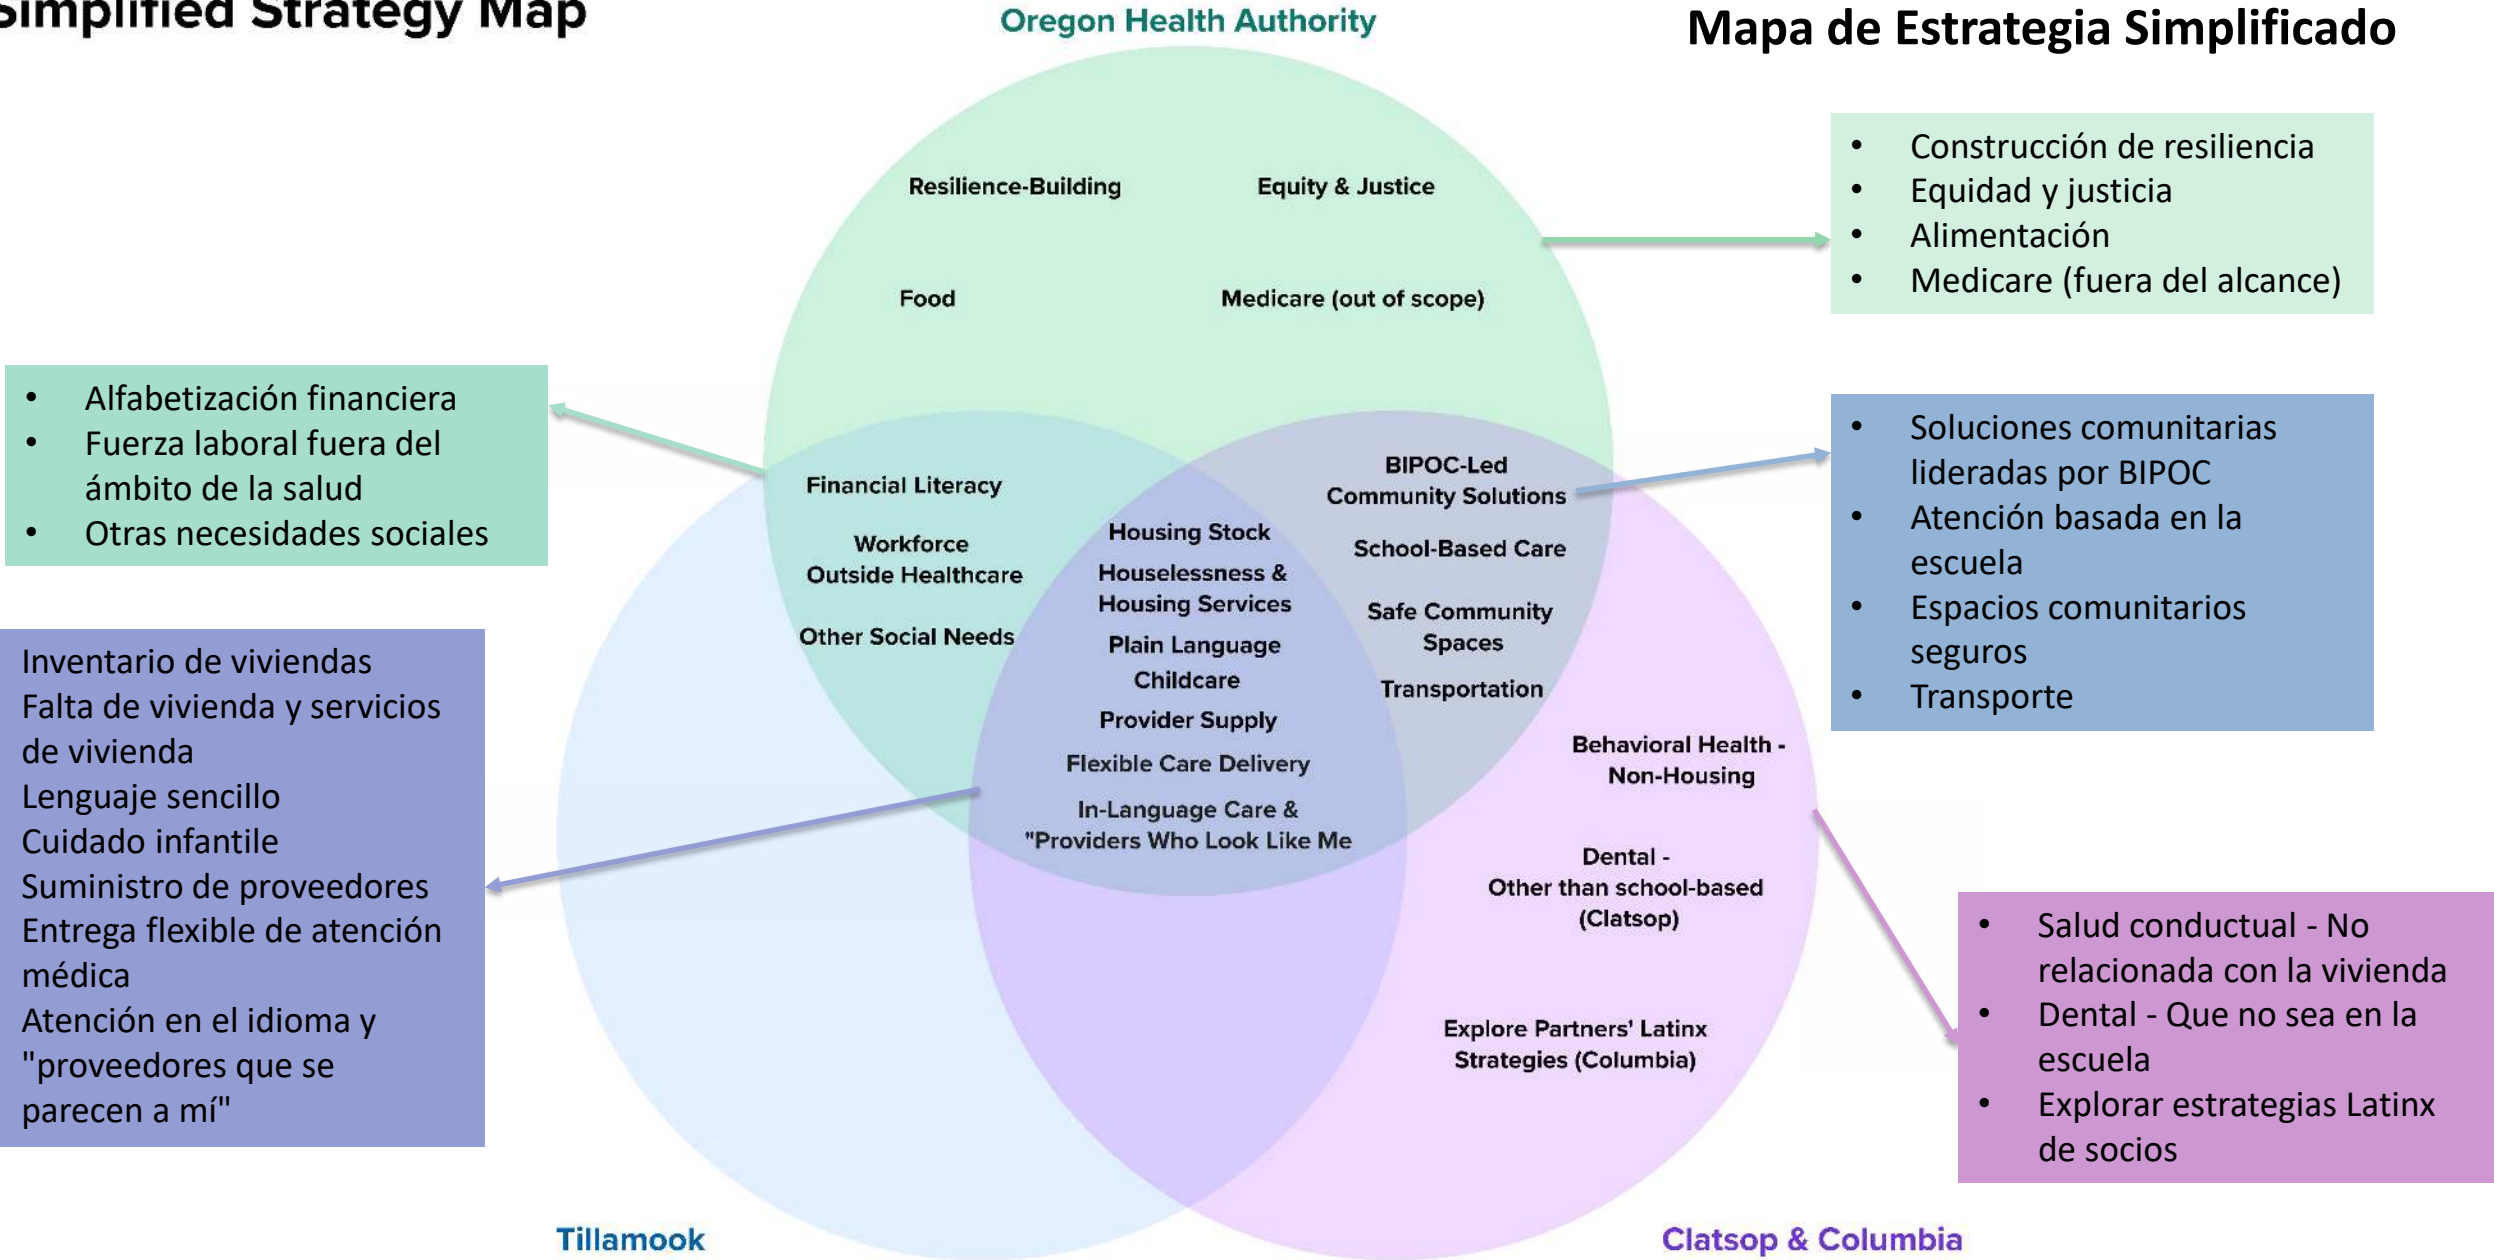 Simplified Strategy Map
Oregon Health Authority
Mapa de Estrategia Simplificado
Resilience-Building
Equity & Justice
Food
Medicare (out of scope)
• Construcción de resiliencia
• Equidad y justicia
• Alimentación
• Medicare (fuera del alcance)
• Alfabetización financiera
• Fuerza laboral fuera del
ámbito de la salud
• Otras necesidades sociales
Financial Literacy
Workforce
Outside Healthcare
Other Social Needs
Housing Stock
Houselessness &
Housing Services
Plain Language
Childcare
Provider Supply
Flexible Care Delivery
In-Language Care &
"Providers Who Look Like Me
BIPOC-Led
Community Solutions
School-Based Care
Safe Community
Spaces
Transportation
• Soluciones comunitarias
lideradas por BIPOC
• Atención basada en la
escuela
• Espacios comunitarios
seguros
• Transporte
Inventario de viviendas
Falta de vivienda y servicios
de vivienda
Lenguaje sencillo
Cuidado infantile
Suministro de proveedores
Entrega flexible de atención
médica
Atención en el idioma y
"proveedores que se
parecen a mí"
Behavioral Health -
Non-Housing
Dental -
Other than school-based
(Clatsop)
Explore Partners' Latinx
Strategies (Columbia)
• Salud conductual - No
relacionada con la vivienda
• Dental - Que no sea en la
escuela
• Explorar estrategias Latinx
de socios
Tillamook
Clatsop & Columbia